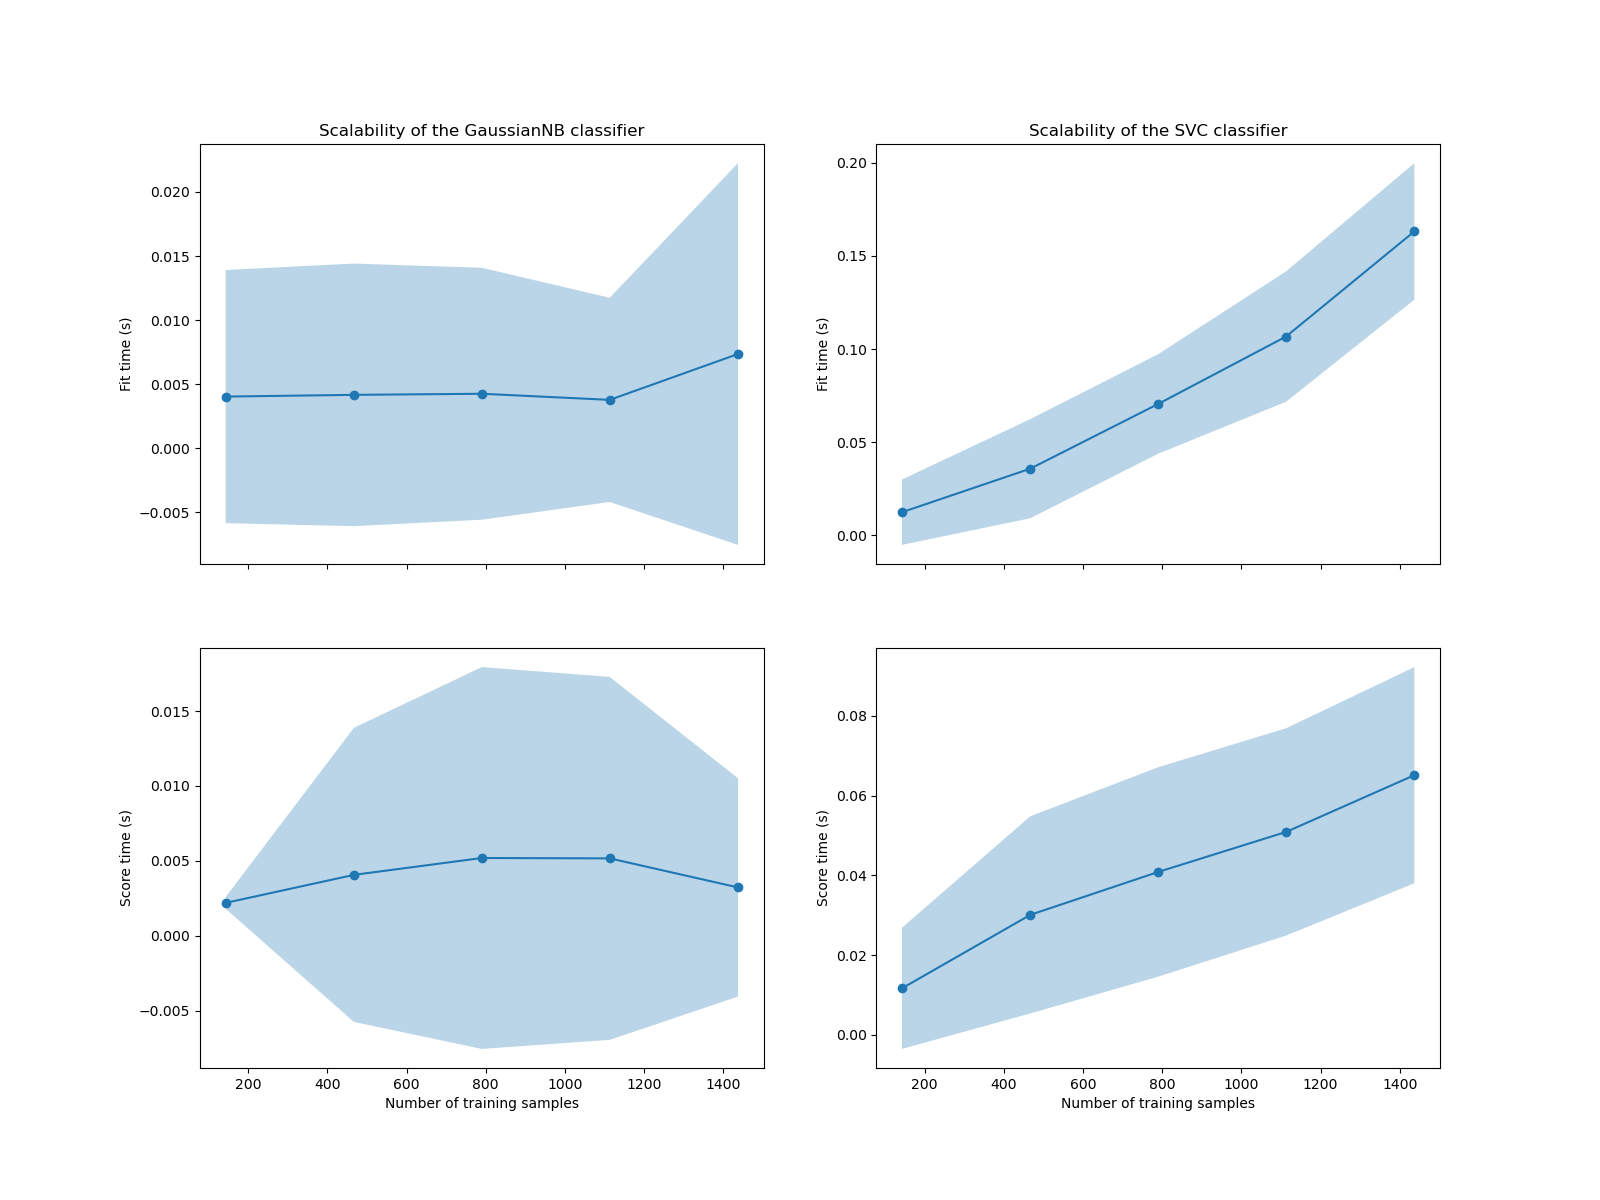 Scalability of the GaussianNB classifier
Scalability of the SVC classifier
Fit time (s)
0.020
0.015
0.010
0.005
0.000
−0.005
Fit time (s)
0.20
0.15
0.10
0.05
0.00
Score time (s)
0.015
0.010
0.005
0.000
−0.005
200 400 600 800 1000 1200 1400
Number of training samples
Score time (s)
0.08
0.06
0.04
0.02
0.00
200 400 600 800 1000 1200 1400
Number of training samples